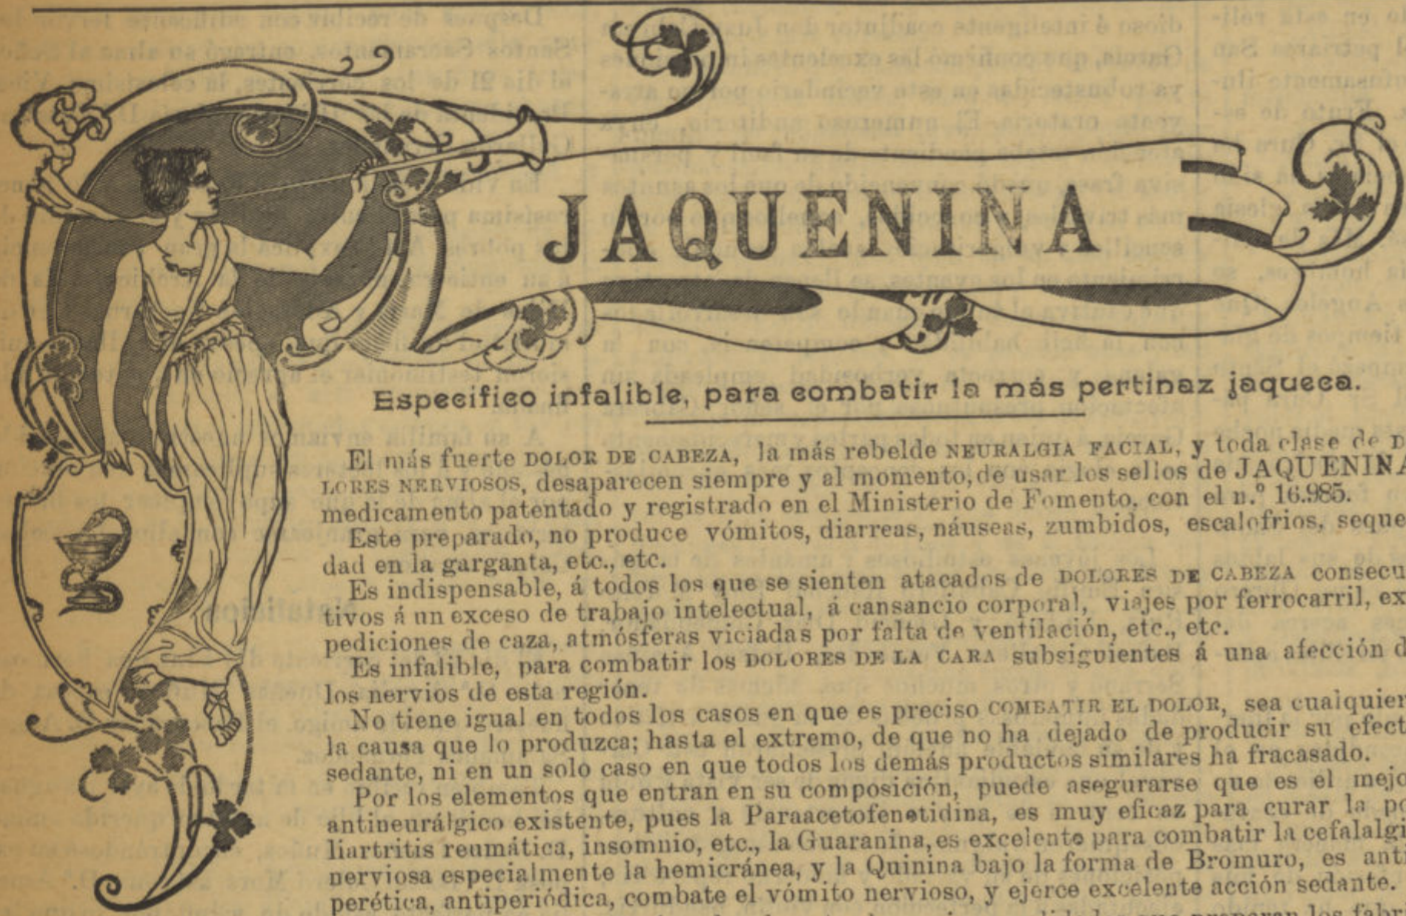 JAQUENINA
Específico infalible, para combatir la más pertinaz jaqueca.
El más fuerte DOLOR DE CABEZA, la más rebelde NEURALGIA FACIAL, y toda clase de D
LORES NERVIOSOS, desaparecen siempre y al momento, de usar los sellos de JAQUENINA
medicamento patentado y registrado en el Ministerio de Fomento, con el n.º 16.985.
Este preparado, no produce vómitos, diarreas, náuseas, zumbidos, escalofrios, seque
dad en la garganta, etc., etc.
Es indispensable, á todos los que se sienten atacados de DOLORES DE CABEZA consecu
tivos á un exceso de trabajo intelectual, á cansancio corporal, viajes por ferrocarril, ex
pediciones de caza, atmósferas viciadas por falta de ventilación, etc., etc.
Es infalible, para combatir los DOLORES DE LA CARA subsiguientes á una afección d
los nervios de esta región.
No tiene igual en todos los casos en que es preciso COMBATIR EL DOLOR, sea cualquier
la causa que lo produzca; hasta el extremo, de que no ha dejado de producir su efect
sedante, ni en un solo caso en que todos los demás productos similares ha fracasado.
Por los elementos que entran en su composición, puede asegurarse que es el mejo
antineurálgico existente, pues la Paraacetofenetidina, es muy eficaz para curar la po
liartritis reumática, insomnio, etc., la Guaranina, es excelente para combatir la cefalalgi
nerviosa especialmente la hemicránea, y la Quinina bajo la forma de Bromuro, es anti
perética, antiperiódica, combate el vómito nervioso, y ejerce excelente acción sedante.